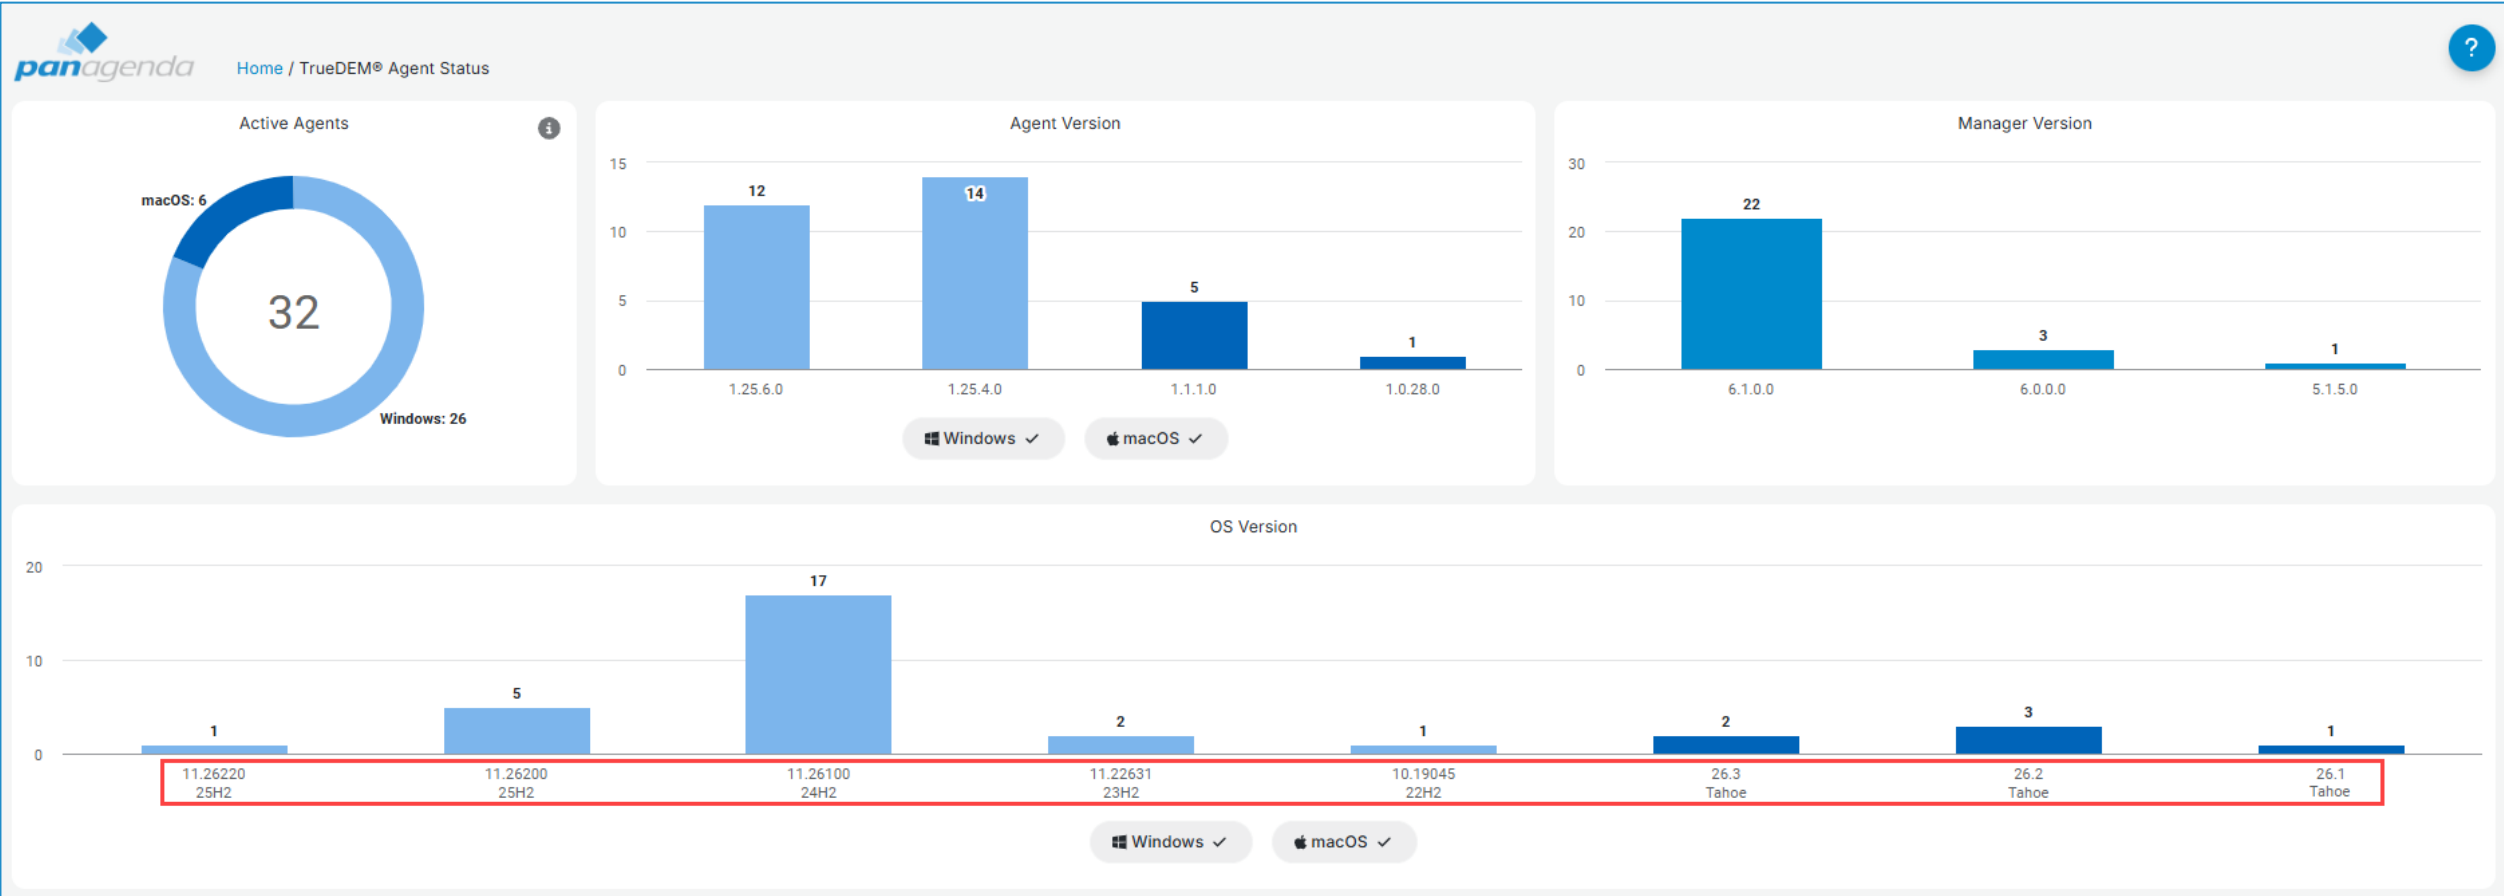 panagenda
Home / TrueDEM® Agent Status
?
Active Agents
i
macOS: 6
32
Windows: 26
Agent Version
15
10
5
0
12
14
5
1
1.25.6.0
1.25.4.0
1.1.1.0
1.0.28.0
Windows ✓
macOS ✓
Manager Version
30
20
10
0
22
3
1
6.1.0.0
6.0.0.0
5.1.5.0
OS Version
20
10
0
1
5
17
2
1
2
3
1
11.26220
25H2
11.26200
25H2
11.26100
24H2
11.22631
23H2
10.19045
22H2
26.3
Tahoe
26.2
Tahoe
26.1
Tahoe
Windows ✓
macOS ✓